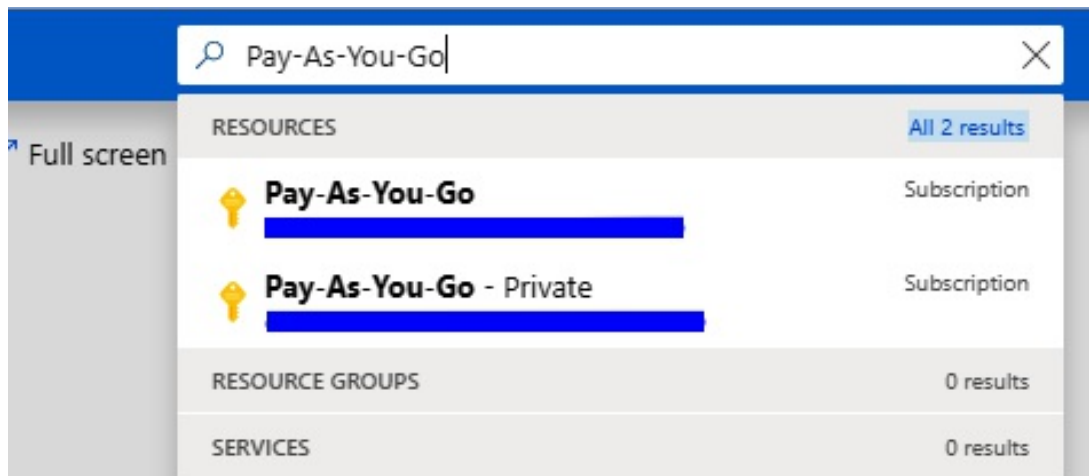 Pay-As-You-Go
Full screen
RESOURCES All 2 results
Pay-As-You-Go Subscription
Pay-As-You-Go - Private Subscription
RESOURCE GROUPS 0 results
SERVICES 0 results